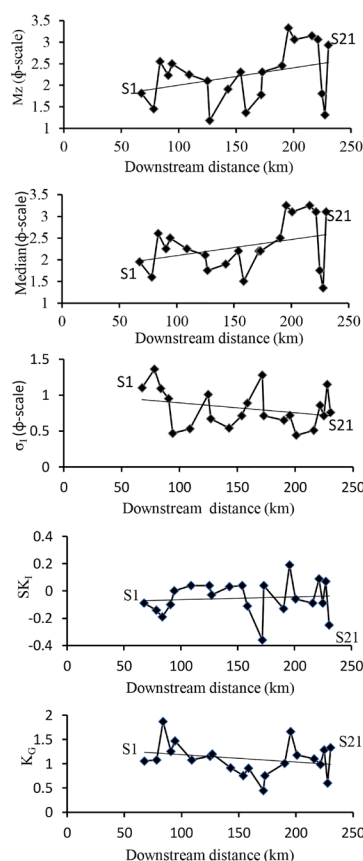 3.5
3
2.5
2
1.5
1
Mz (ϕ-scale)
S1
S21
0 50 100 150 200 250
Downstream distance (km)
3.5
3
2.5
2
1.5
1
Median(ϕ-scale)
S1
S21
0 50 100 150 200 250
Downstream distance (km)
1.5
1
0.5
0
σI (ϕ-scale)
S1
S21
0 50 100 150 200 250
Downstream distance (km)
0.4
0.2
0
-0.2
-0.4
SKI
S1
S21
0 50 100 150 200 250
Downstream distance (km)
2
1.5
1
0.5
0
KG
S1
S21
0 50 100 150 200 250
Downstream distance (km)